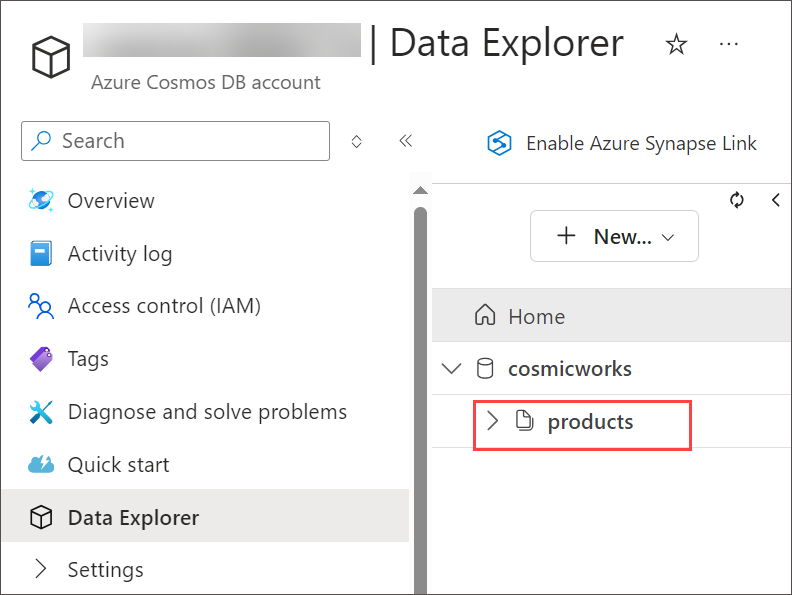 | Data Explorer
Azure Cosmos DB account
Search
Enable Azure Synapse Link
Overview
Activity log
Access control (IAM)
Tags
Diagnose and solve problems
Quick start
Data Explorer
Settings
New...
Home
cosmicworks
products